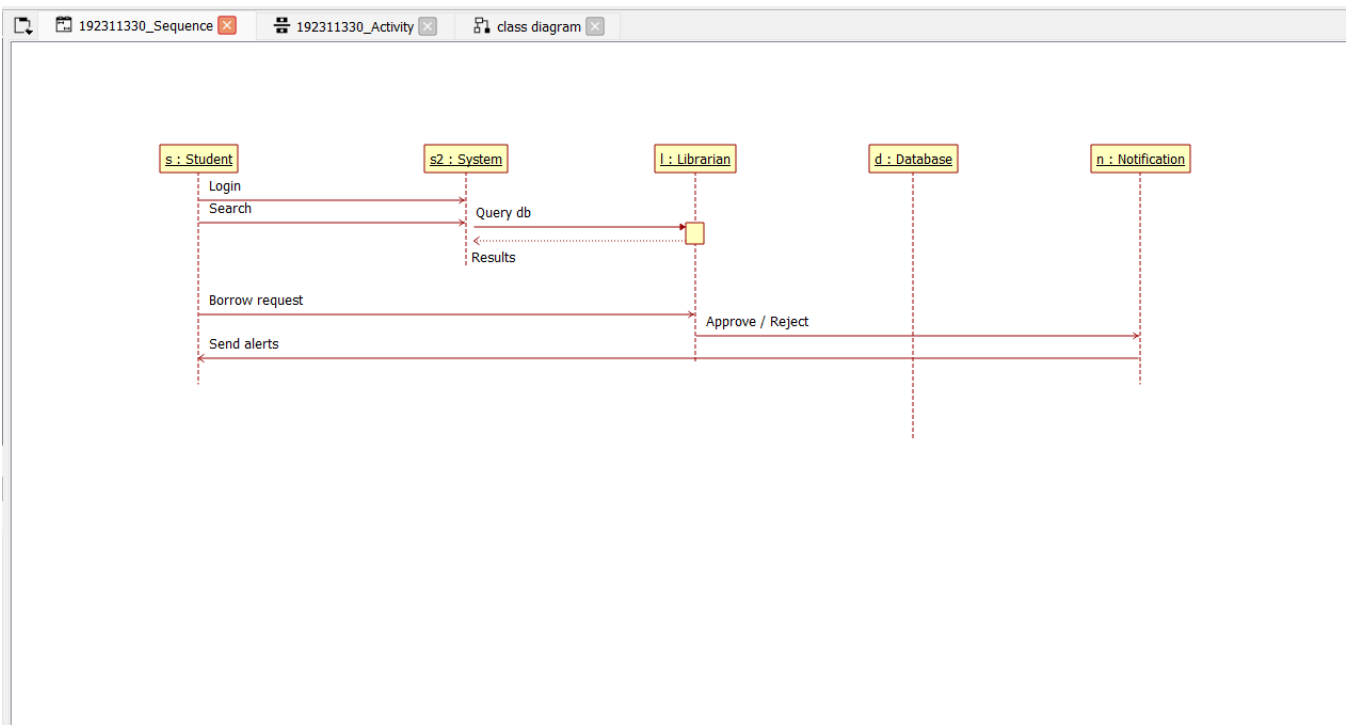 192311330_Sequence
192311330_Activity
class diagram
s : Student
s2 : System
l : Librarian
d : Database
n : Notification
Login
Search
Query db
Results
Borrow request
Approve / Reject
Send alerts